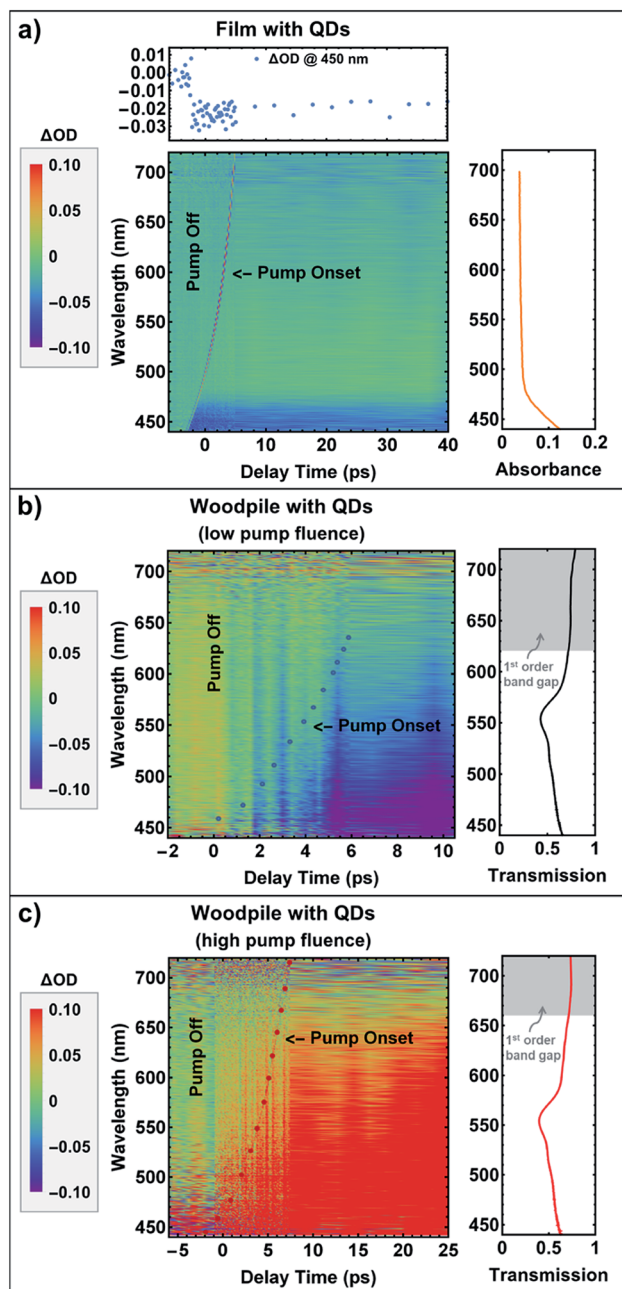 a)
Film with QDs
0.01
0.00
−0.01
−0.02
−0.03
ΔOD @ 450 nm
ΔOD
0.10
0.05
0
−0.05
−0.10
Wavelength (nm)
700
650
600
550
500
450
Pump Off
<- Pump Onset
0
10
20
30
40
Delay Time (ps)
700
650
600
550
500
450
0
0.1
0.2
Absorbance
b)
Woodpile with QDs
(low pump fluence)
ΔOD
0.10
0.05
0
−0.05
−0.10
Wavelength (nm)
700
650
600
550
500
450
Pump Off
<- Pump Onset
−2
0
2
4
6
8
10
Delay Time (ps)
700
650
600
550
500
450
1st order
band gap
0
0.5
1
Transmission
c)
Woodpile with QDs
(high pump fluence)
ΔOD
0.10
0.05
0
−0.05
−0.10
Wavelength (nm)
700
650
600
550
500
450
Pump Off
<- Pump Onset
−5
0
5
10
15
20
25
Delay Time (ps)
700
650
600
550
500
450
1st order
band gap
0
0.5
1
Transmission